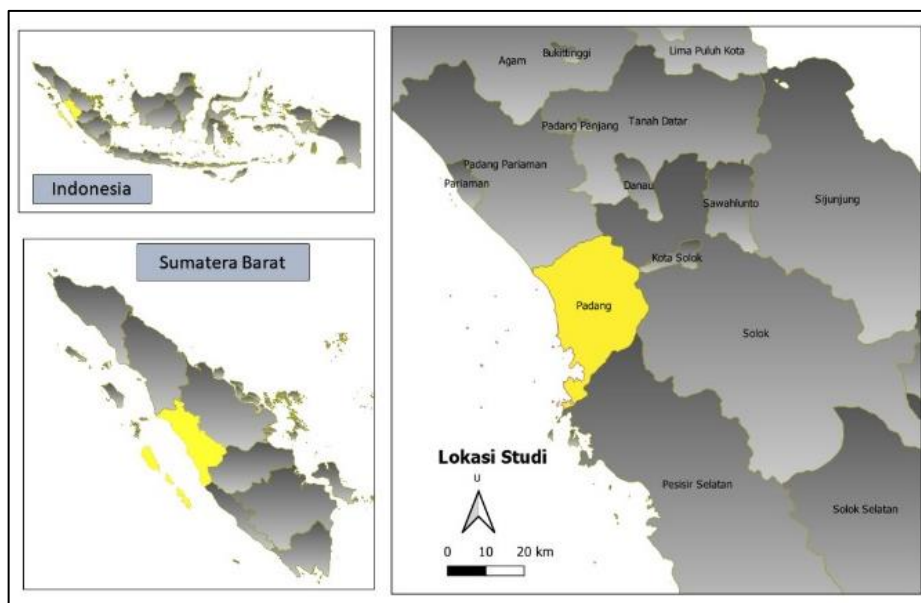 Indonesia
Sumatera Barat
Agam
Bukittinggi
Lima Puluh Kota
Padang Panjang
Tanah Datar
Padang Pariaman
Pariaman
Danau
Sawahlunto
Sijunjung
Kota Solok
Padang
Solok
Lokasi Studi
U
0 10 20 km
Pesisir Selatan
Solok Selatan